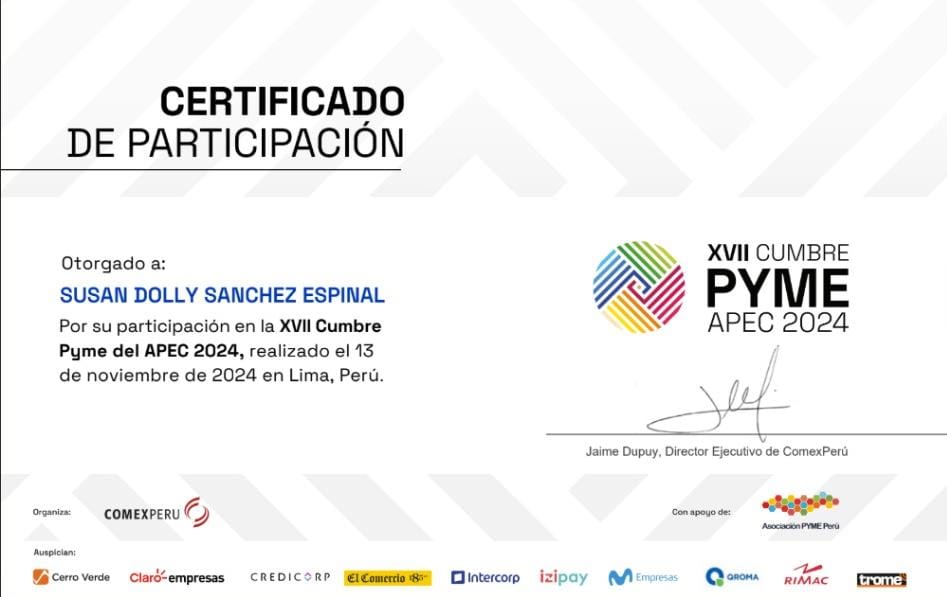 CERTIFICADO
DE PARTICIPACIÓN
Otorgado a:
SUSAN DOLLY SANCHEZ ESPINAL
Por su participación en la XVII Cumbre
Pyme del APEC 2024, realizado el 13
de noviembre de 2024 en Lima, Perú.
XVII CUMBRE
PYME
APEC 2024
Jaime Dupuy, Director Ejecutivo de ComexPerú
Organiza:
COMEXPERU
Con apoyo de:
Asociación PYME Perú
Auspician:
Cerro Verde
Claro empresas
CREDICORP
El Comercio 185
Intercorp
izipay
Empresas
QROMA
RIMAC
trome